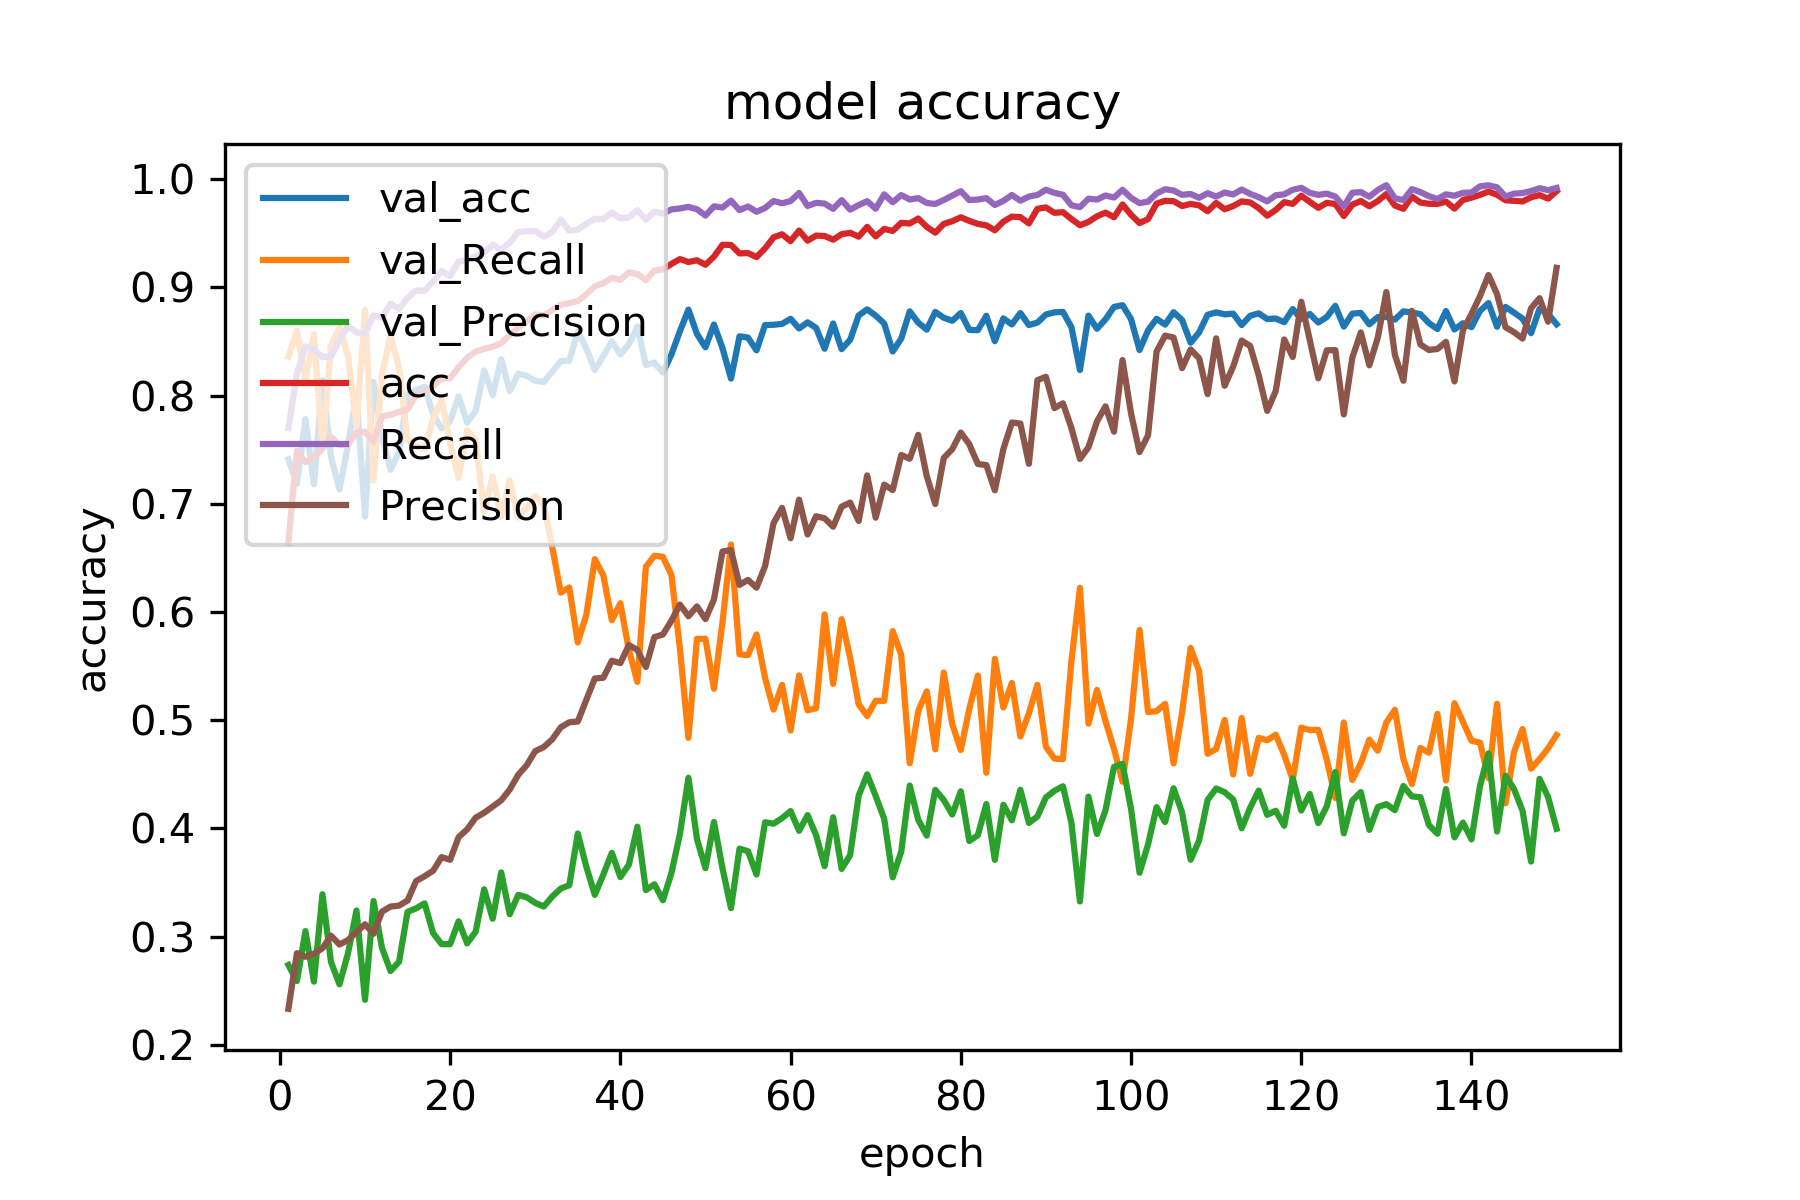 model accuracy
accuracy
1.0
0.9
0.8
0.7
0.6
0.5
0.4
0.3
0.2
val_acc
val_Recall
val_Precision
acc
Recall
Precision
0 20 40 60 80 100 120 140
epoch